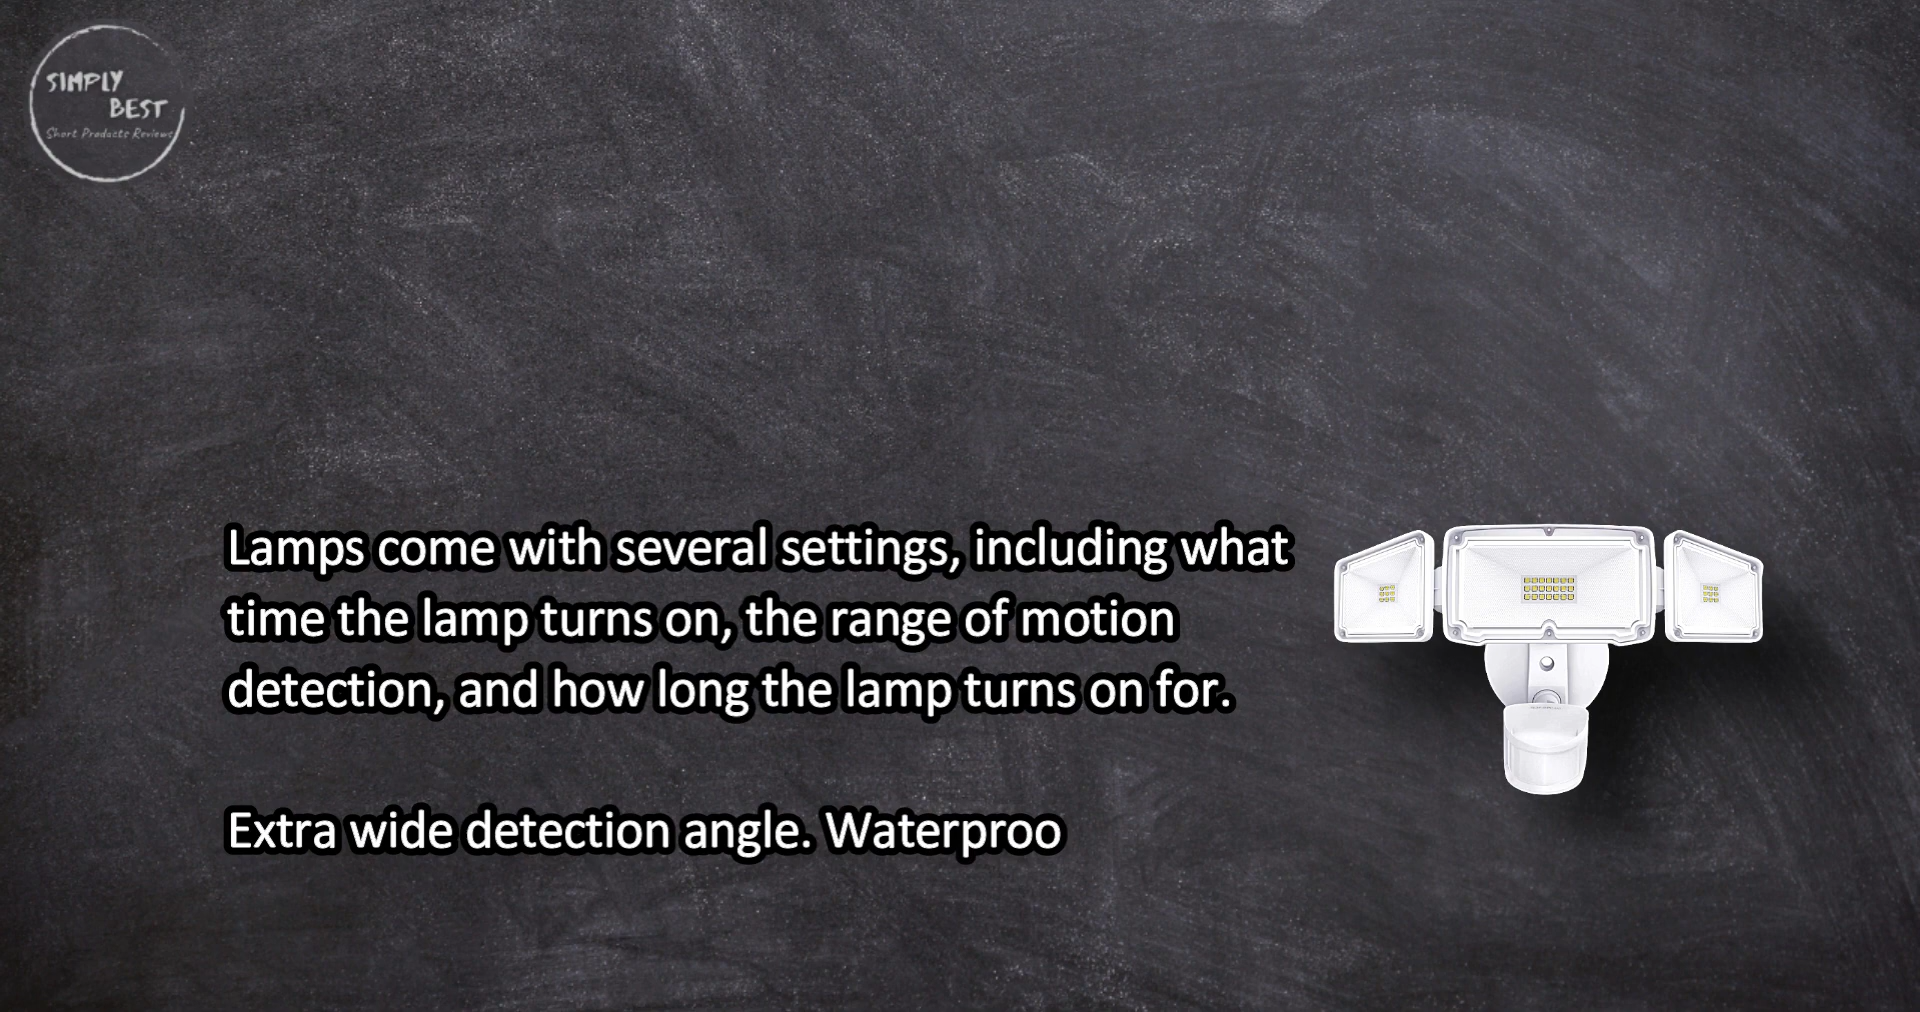 SIMPLY
BEST
Short Products Reviews
Lamps come with several settings, including what
time the lamp turns on, the range of motion
detection, and how long the lamp turns on for.
Extra wide detection angle. Waterproo